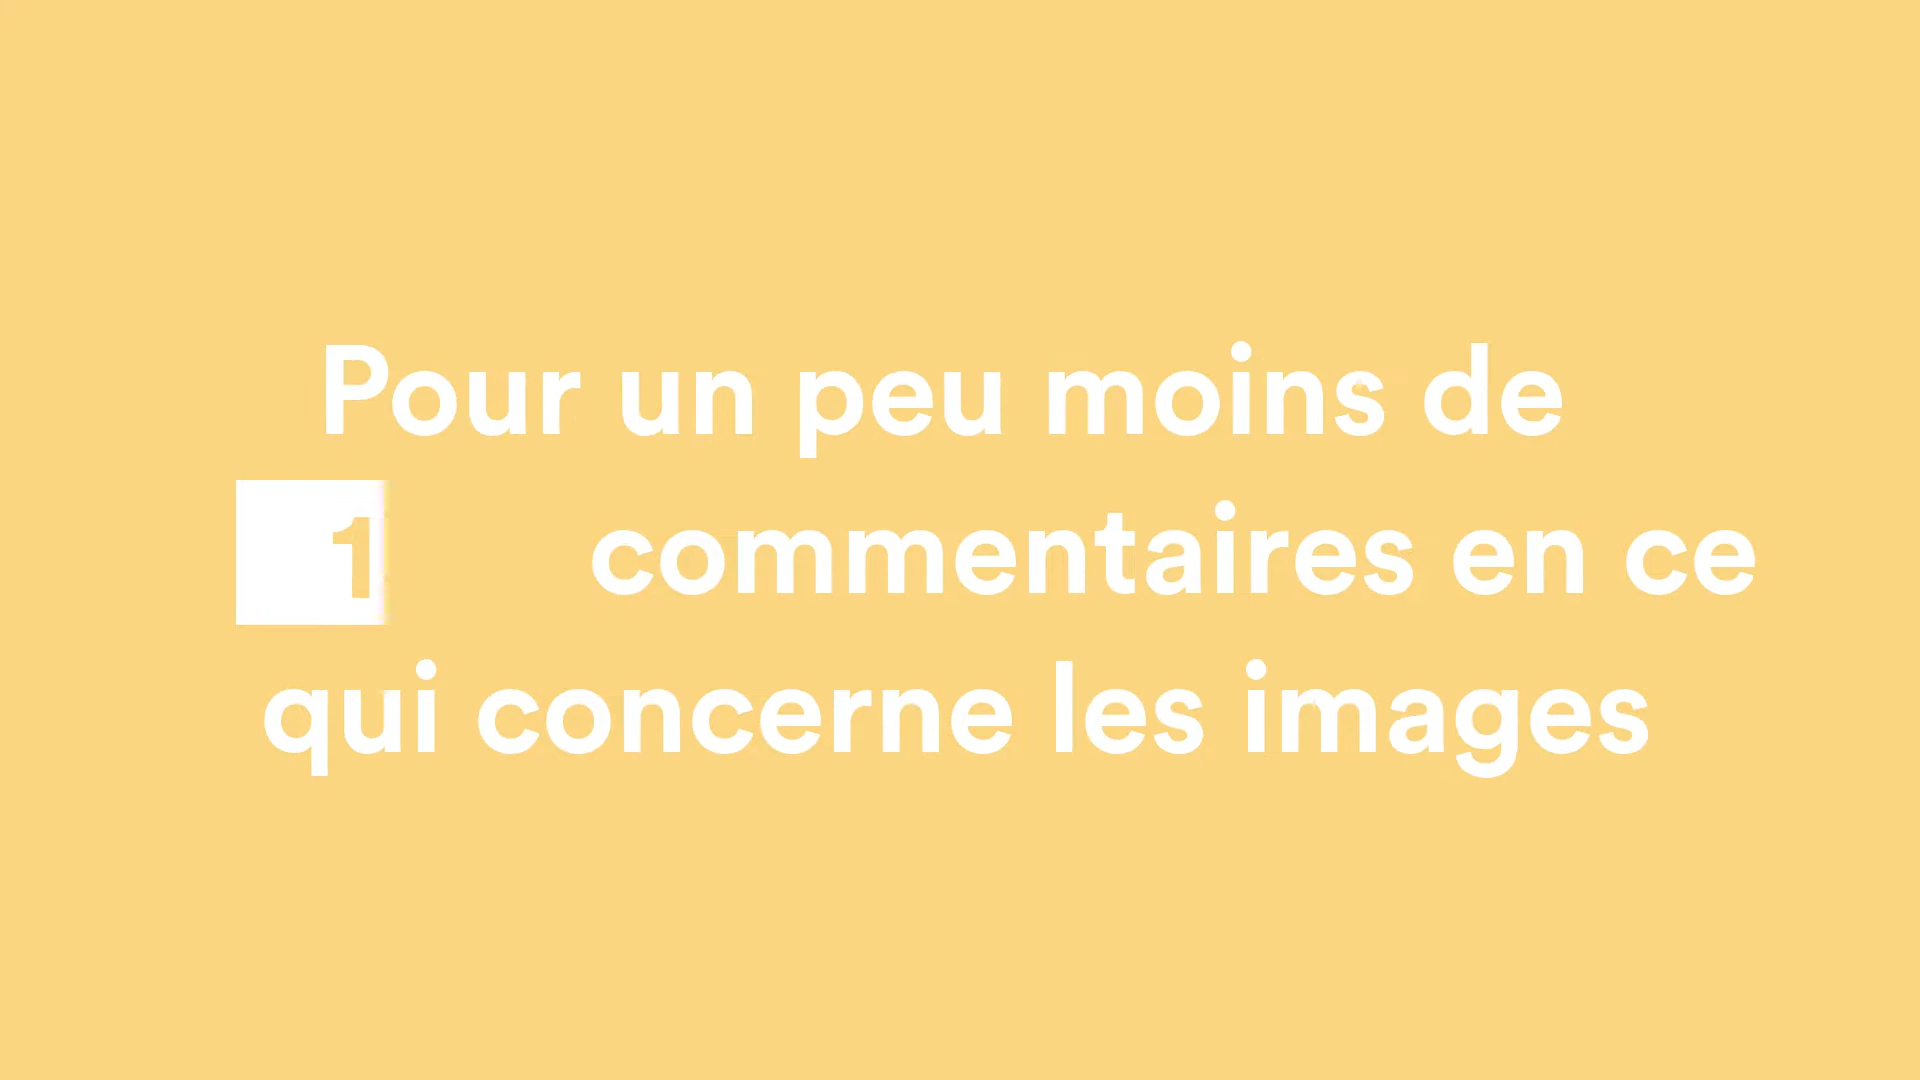 Pour un peu moins de
1 commentaires en ce
qui concerne les images